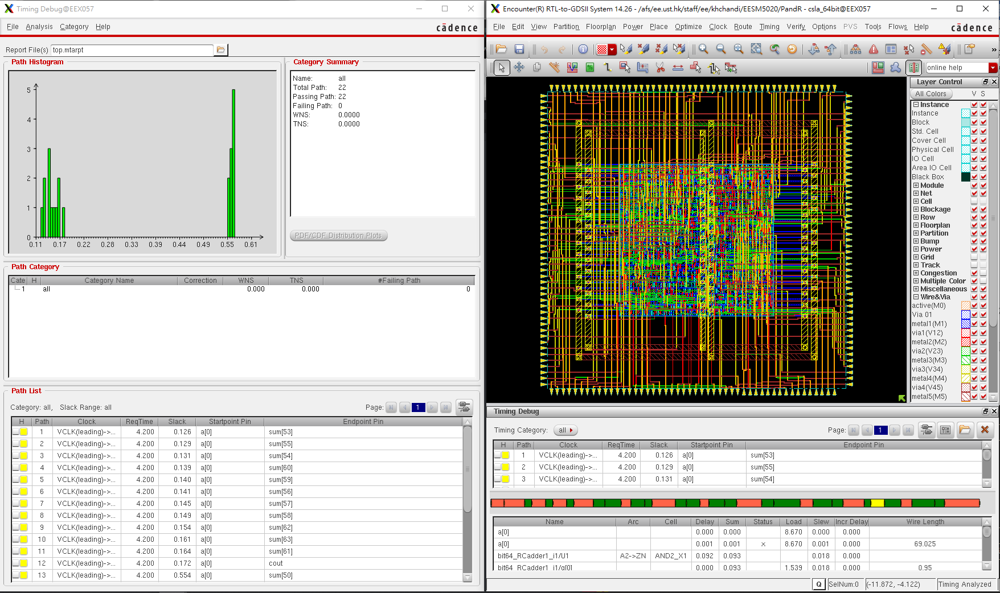 Timing Debug@EEX057
File Analysis Category Help
cādence
Report File(s) top.mtarpt
Path Histogram
5
4
3
2
1
0
0.11 0.17 0.22 0.28 0.33 0.39 0.44 0.49 0.55 0.61
Category Summary
Name: all
Total Path: 22
Passing Path: 22
Failing Path: 0
WNS: 0.0000
TNS: 0.0000
PDF/CDF Distribution Plots
Path Category
Cate H Category Name Correction WNS TNS #Failing Path
1 all 0.000 0.000 0
Path List
Category: all, Slack Range: all
Page: 1
H Path Clock ReqTime Slack Startpoint Pin Endpoint Pin
1 VCLK(leading)->... 4.200 0.126 a[0] sum[53]
2 VCLK(leading)->... 4.200 0.129 a[0] sum[55]
3 VCLK(leading)->... 4.200 0.131 a[0] sum[54]
4 VCLK(leading)->... 4.200 0.139 a[0] sum[60]
5 VCLK(leading)->... 4.200 0.140 a[0] sum[59]
6 VCLK(leading)->... 4.200 0.141 a[0] sum[56]
7 VCLK(leading)->... 4.200 0.145 a[0] sum[57]
8 VCLK(leading)->... 4.200 0.149 a[0] sum[58]
9 VCLK(leading)->... 4.200 0.154 a[0] sum[62]
10 VCLK(leading)->... 4.200 0.161 a[0] sum[63]
11 VCLK(leading)->... 4.200 0.164 a[0] sum[61]
12 VCLK(leading)->... 4.200 0.172 a[0] cout
13 VCLK(leading)->... 4.200 0.554 a[0] sum[50]
Encounter(R) RTL-to-GDSII System 14.26 - /afs/ee.ust.hk/staff/ee/khchandi/EESM5020/PandR - csla_64bit@EEX057
File Edit View Partition Floorplan Power Place Optimize Clock Route Timing Verify Options PVS Tools Flows Help
cādence
»
online help
Layer Control
All Colors V S
Instance
Instance
Block
Std. Cell
Cover Cell
Physical Cell
IO Cell
Area IO Cell
Black Box
Module
Net
Cell
Blockage
Row
Floorplan
Partition
Bump
Power
Grid
Track
Congestion
Multiple Color
Miscellaneous
Wire&Via
active(M0)
Via 01
metal1(M1)
via1(V12)
metal2(M2)
via2(V23)
metal3(M3)
via3(V34)
metal4(M4)
via4(V45)
metal5(M5)
Timing Debug
Timing Category: all
Page: 1
H Path Clock ReqTime Slack Startpoint Pin Endpoint Pin
1 VCLK(leading)->... 4.200 0.126 a[0] sum[53]
2 VCLK(leading)->... 4.200 0.129 a[0] sum[55]
3 VCLK(leading)->... 4.200 0.131 a[0] sum[54]
Name Arc Cell Delay Sum Status Load Slew Incr Delay Wire Length
a[0] 0.000 0.000 8.670 0.000 0.000
a[0] 0.001 0.001 x 8.670 0.001 0.000 69.025
bit64_RCadder1_i1/U1 A2->ZN AND2_X1 0.092 0.093 0.018 0.000
bit64_RCadder1_i1/g[0] 0.000 0.093 1.539 0.018 0.000 0.95
Q SelNum:0 (-11.872, -4.122) Timing Analyzed